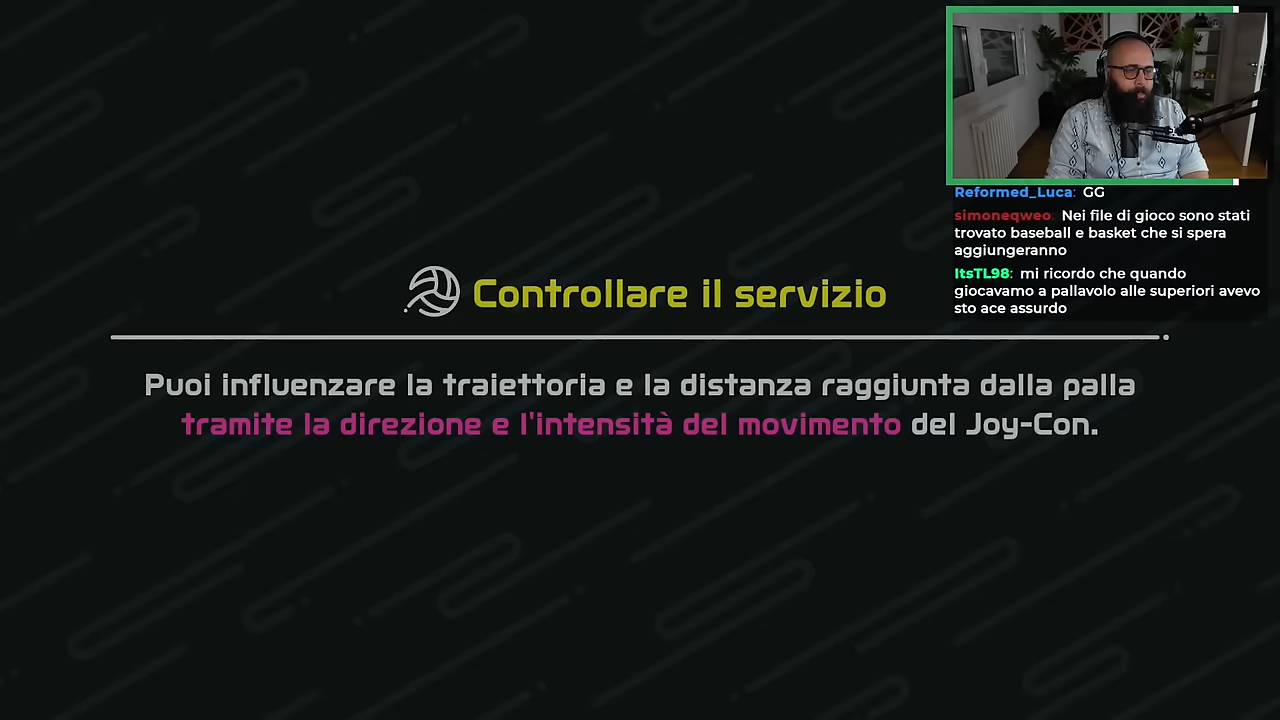 Reformed_Luca: GG
simoneqweo: Nei file di gioco sono stati
trovato baseball e basket che si spera
aggiungeranno
ItsTL98: mi ricordo che quando
giocavamo a pallavolo alle superiori avevo
sto ace assurdo
Controllare il servizio
Puoi influenzare la traiettoria e la distanza raggiunta dalla palla
tramite la direzione e l'intensità del movimento del Joy-Con.